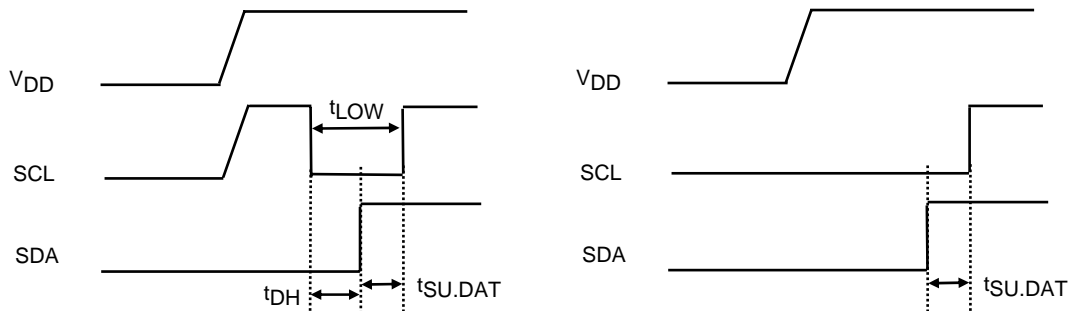 VDD
tLOW
SCL
SDA
tDH
tSU.DAT
VDD
SCL
SDA
tSU.DAT